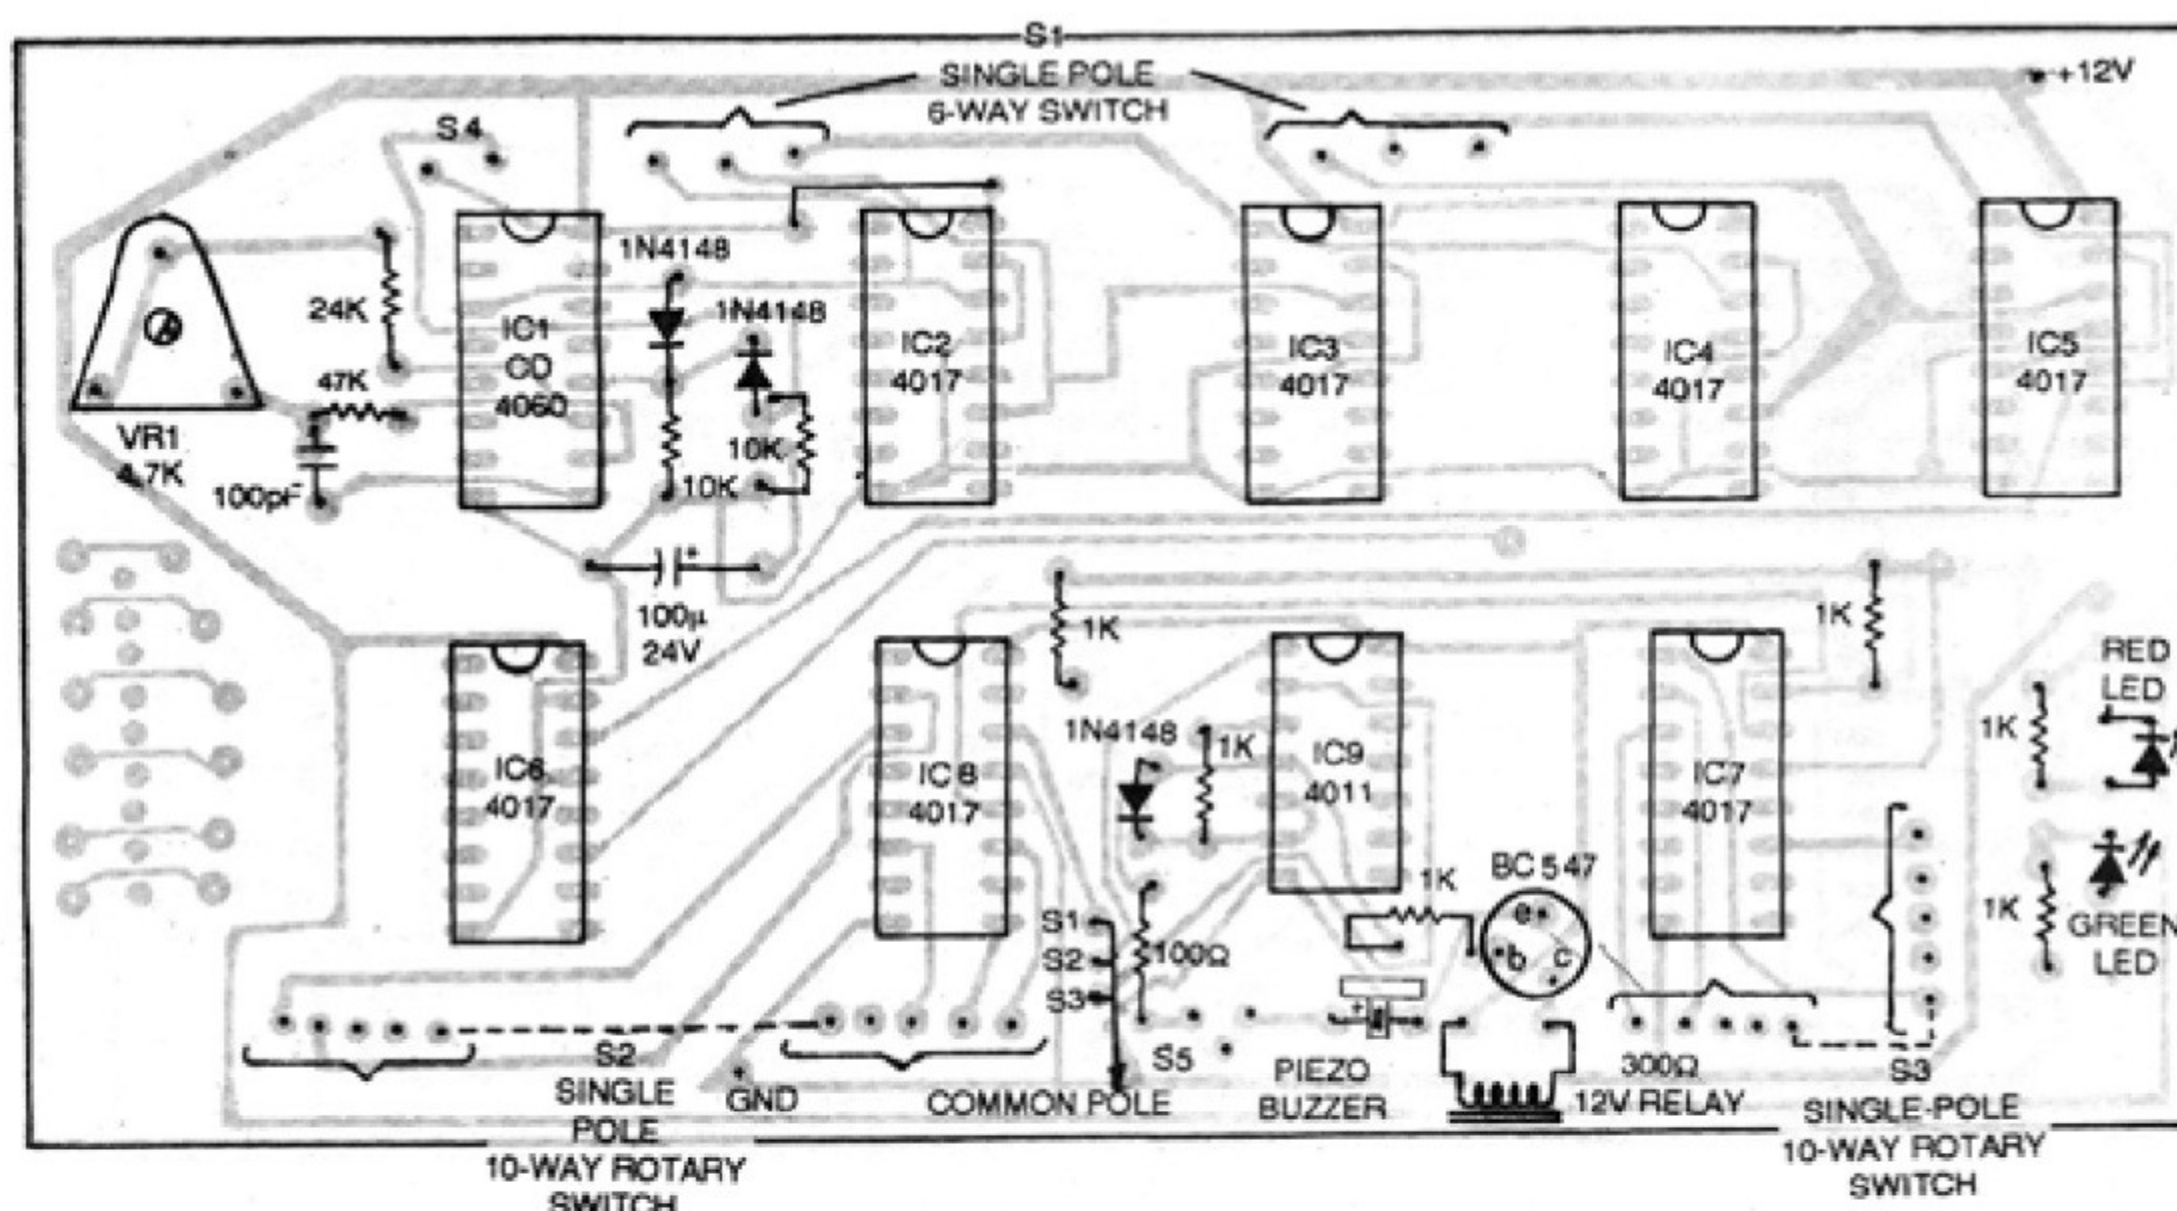 S1
SINGLE POLE
6-WAY SWITCH
+12V
S4
1N4148
1N4148
24K
47K
VR1
4.7K
100pF
IC1
CD
4060
10K
10K
IC2
4017
IC3
4017
IC4
4017
IC5
4017
+
100μ
24V
1K
1K
IC6
4017
IC8
4017
1N4148
1K
IC9
4011
IC7
4017
RED
LED
1K
1K
BC547
e
b
c
1K
GREEN
LED
S1
S2
S3
100Ω
S5
+
PIEZO
BUZZER
300Ω
12V RELAY
S2
SINGLE
POLE
10-WAY ROTARY
SWITCH
GND
COMMON POLE
S3
SINGLE-POLE
10-WAY ROTARY
SWITCH